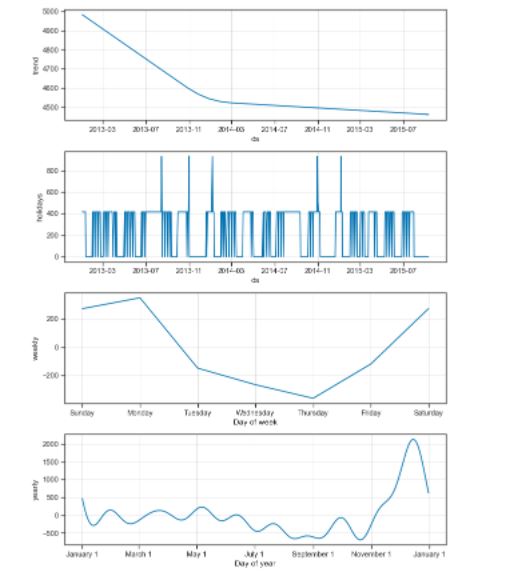 5000
4900
4800
4700
4600
4500
trend
2013-03 2013-07 2013-11 2014-03 2014-07 2014-11 2015-03 2015-07
ds
800
600
400
200
0
holidays
2013-03 2013-07 2013-11 2014-03 2014-07 2014-11 2015-03 2015-07
ds
200
0
−200
weekly
Sunday Monday Tuesday Wednesday Thursday Friday Saturday
Day of week
2000
1500
1000
500
0
−500
yearly
January 1 March 1 May 1 July 1 September 1 November 1 January 1
Day of year